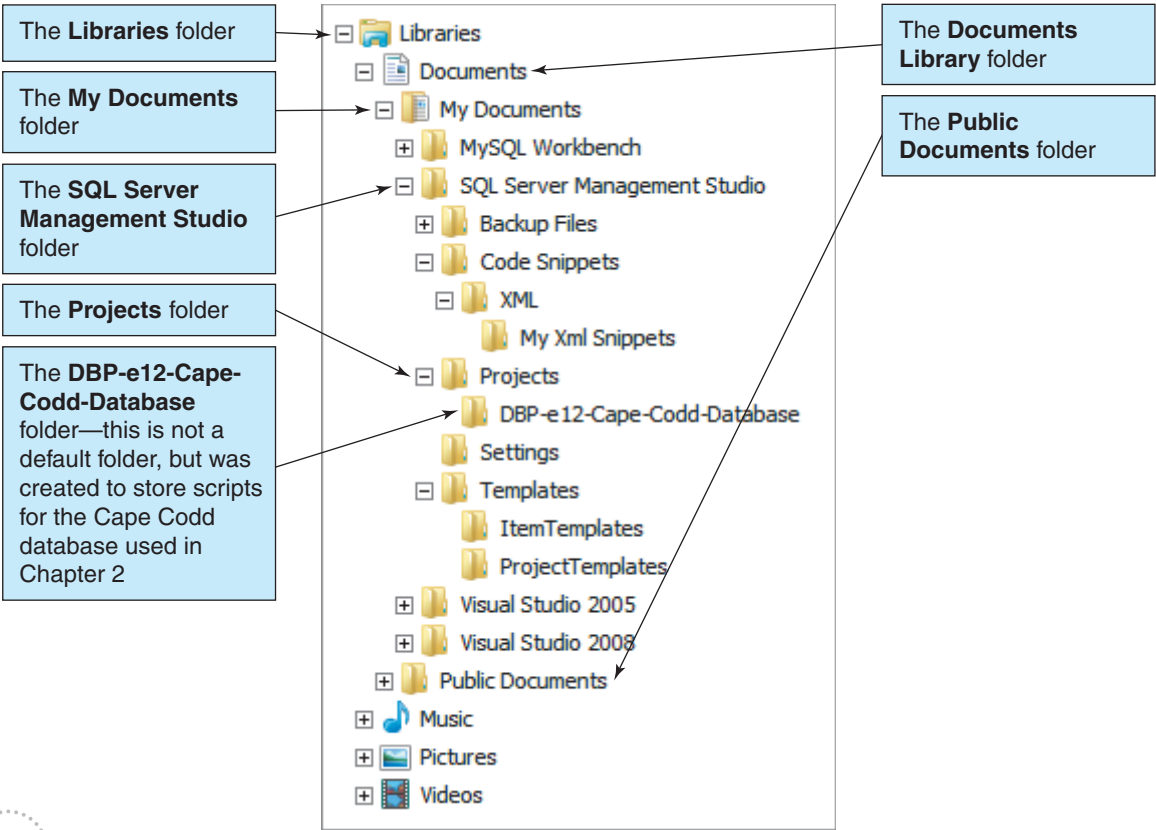 The Libraries folder
The My Documents
folder
The SQL Server
Management Studio
folder
The Projects folder
The DBP-e12-Cape-
Codd-Database
folder—this is not a
default folder, but was
created to store scripts
for the Cape Codd
database used in
Chapter 2
Libraries
Documents
My Documents
MySQL Workbench
SQL Server Management Studio
Backup Files
Code Snippets
XML
My Xml Snippets
Projects
DBP-e12-Cape-Codd-Database
Settings
Templates
ItemTemplates
ProjectTemplates
Visual Studio 2005
Visual Studio 2008
Public Documents
Music
Pictures
Videos
The Documents
Library folder
The Public
Documents folder